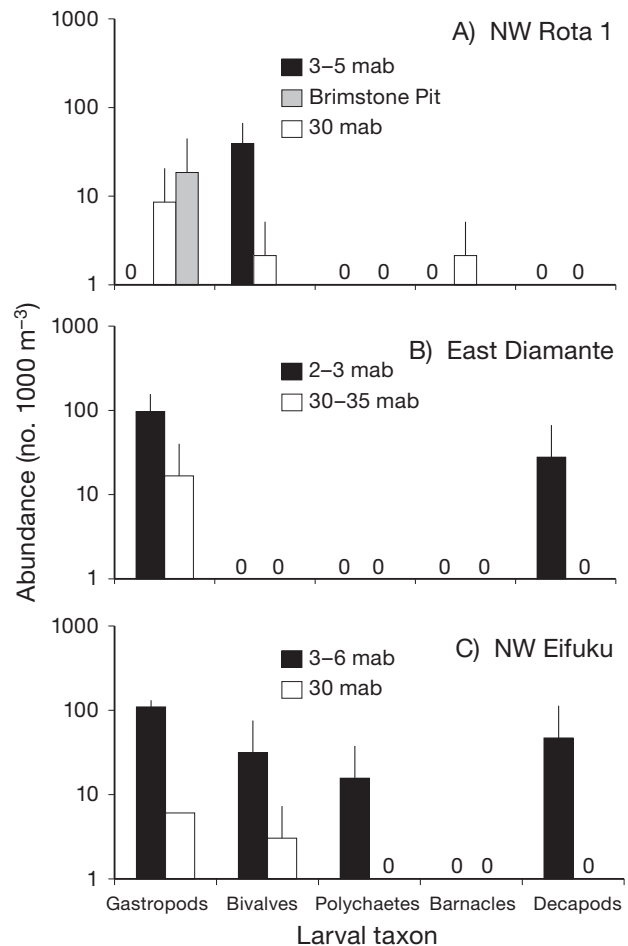 A) NW Rota 1
3–5 mab
Brimstone Pit
30 mab
1000
100
10
1
0 0 0 0 0 0
B) East Diamante
2–3 mab
30–35 mab
1000
100
10
1
0 0 0 0 0 0 0
C) NW Eifuku
3–6 mab
30 mab
1000
100
10
1
0 0 0 0
Abundance (no. 1000 m⁻³)
Gastropods Bivalves Polychaetes Barnacles Decapods
Larval taxon